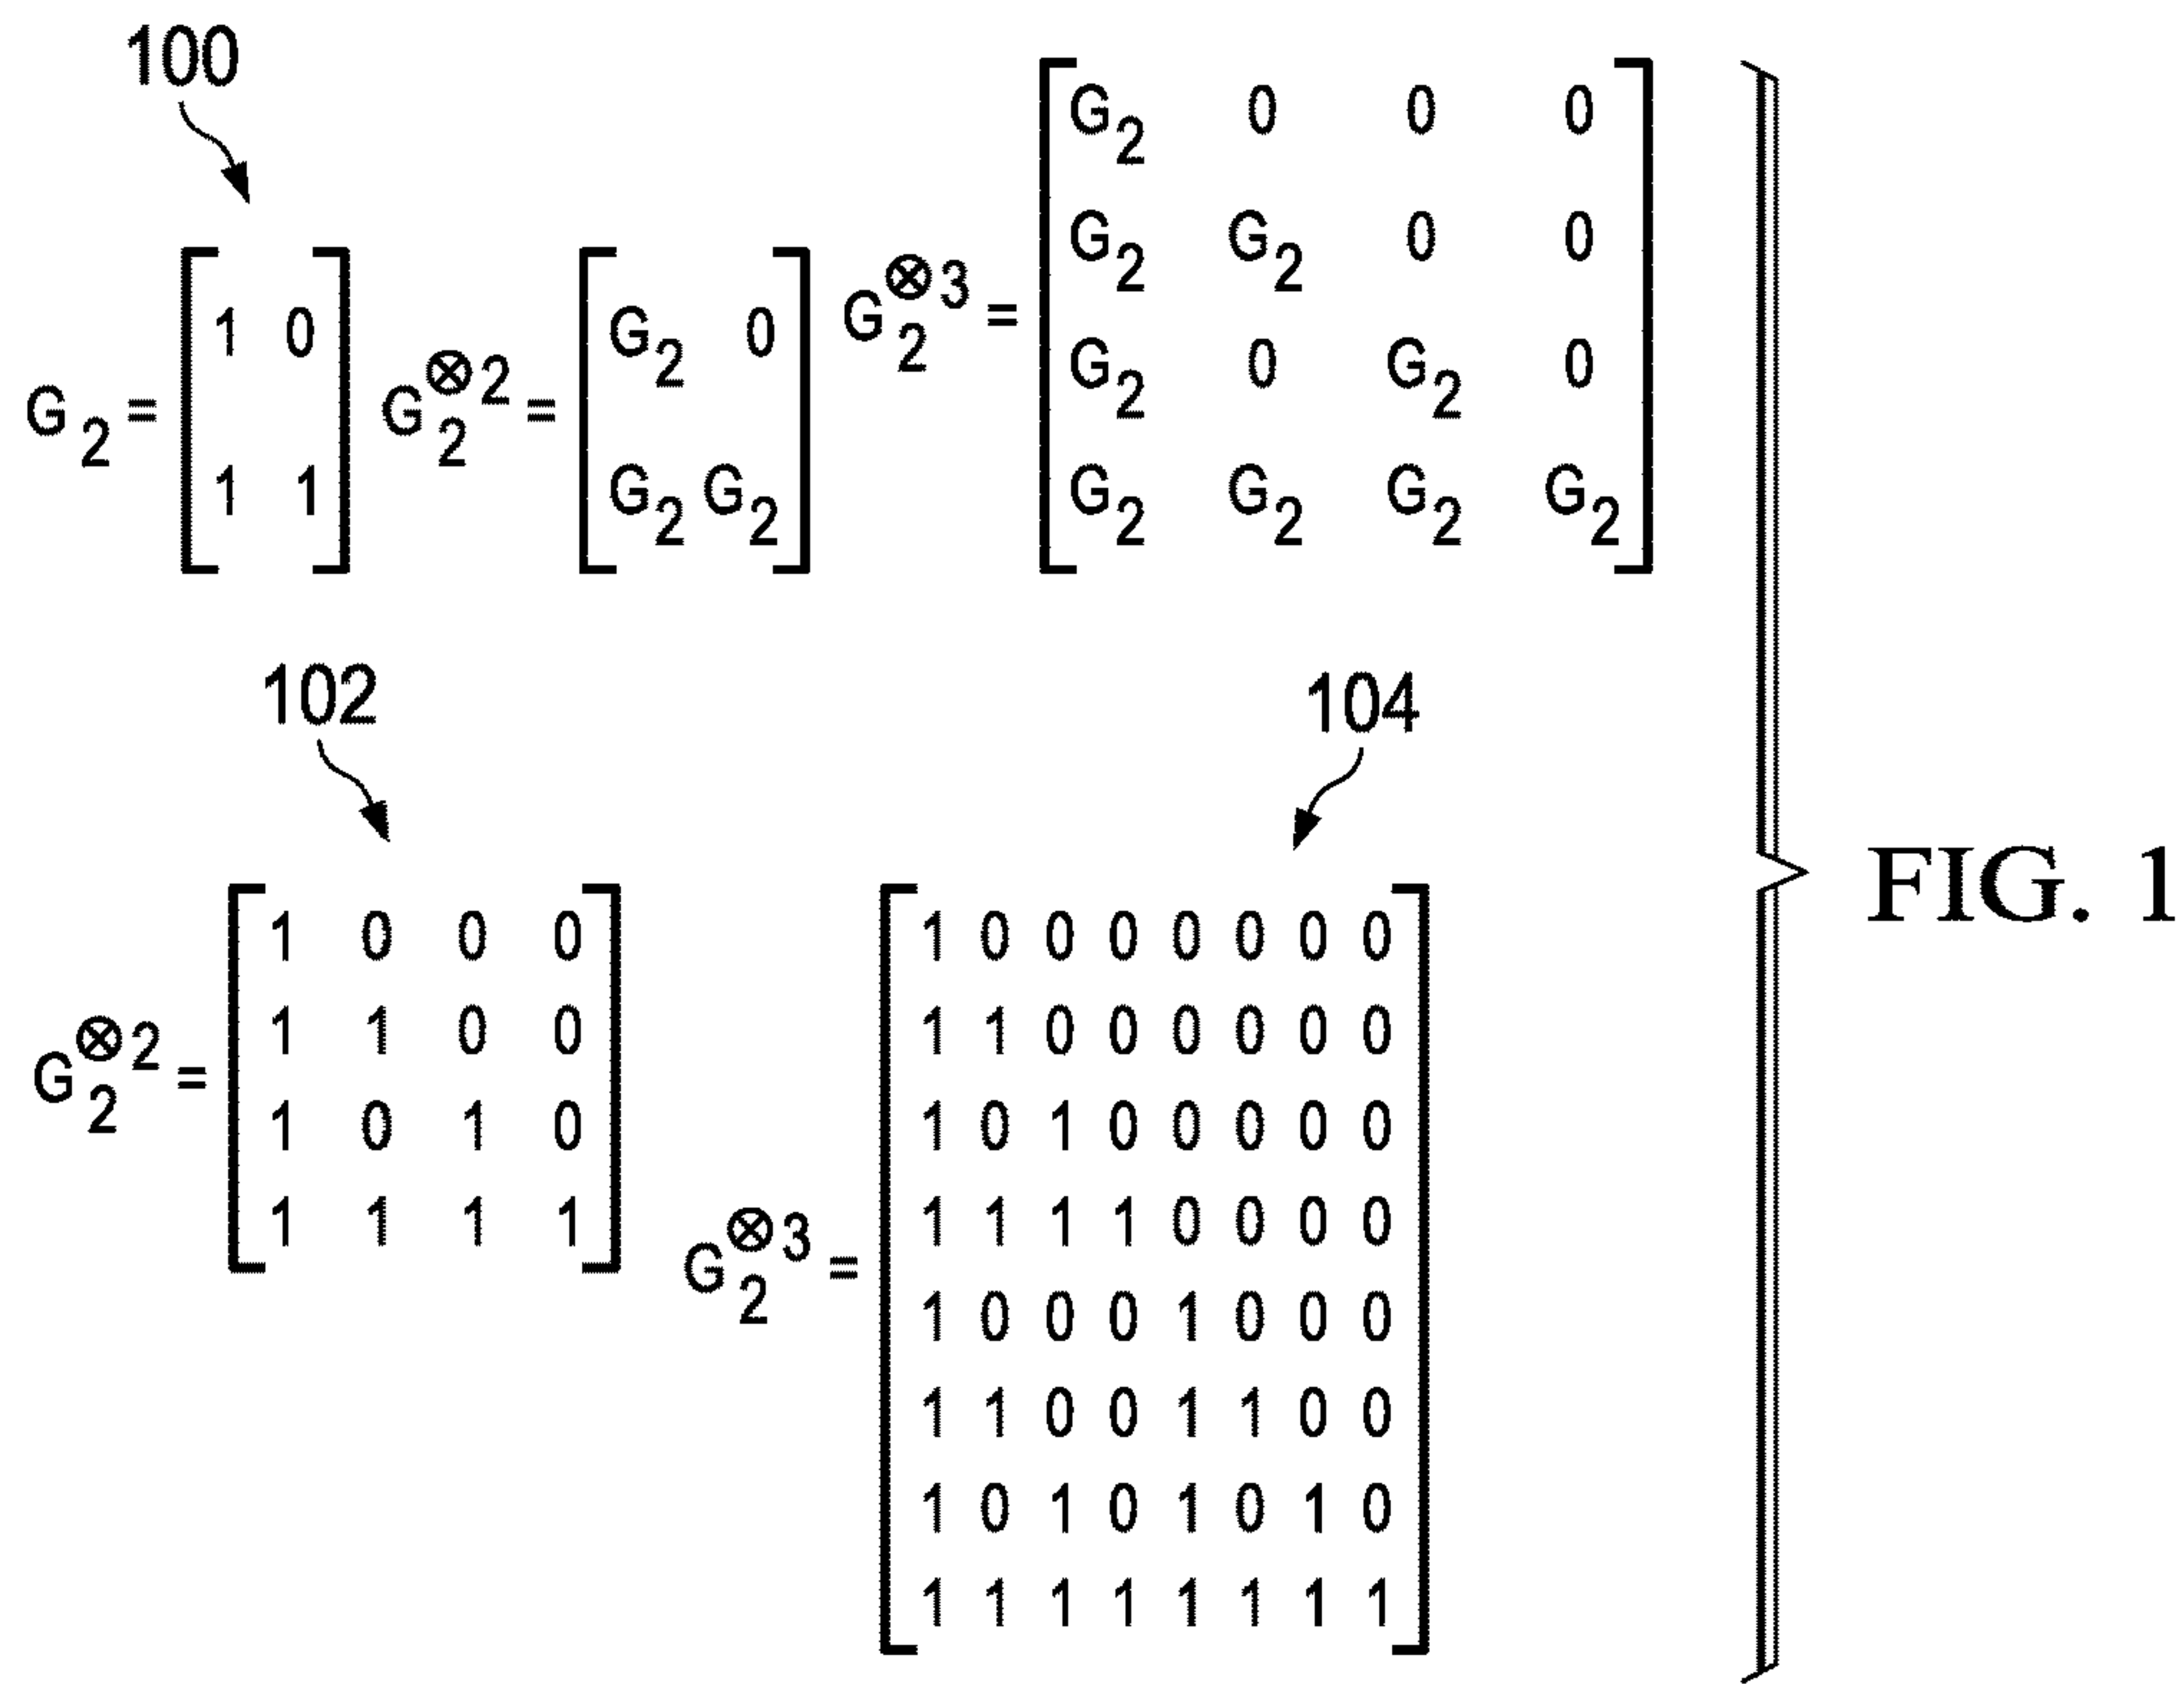 100
G₂ = [ 1 0
1 1 ]
G₂^⊗2 = [ G₂ 0
G₂ G₂ ]
G₂^⊗3 = [ G₂ 0 0 0
G₂ G₂ 0 0
G₂ 0 G₂ 0
G₂ G₂ G₂ G₂ ]
102
G₂^⊗2 = [ 1 0 0 0
1 1 0 0
1 0 1 0
1 1 1 1 ]
104
G₂^⊗3 = [ 1 0 0 0 0 0 0 0
1 1 0 0 0 0 0 0
1 0 1 0 0 0 0 0
1 1 1 1 0 0 0 0
1 0 0 0 1 0 0 0
1 1 0 0 1 1 0 0
1 0 1 0 1 0 1 0
1 1 1 1 1 1 1 1 ]
FIG. 1